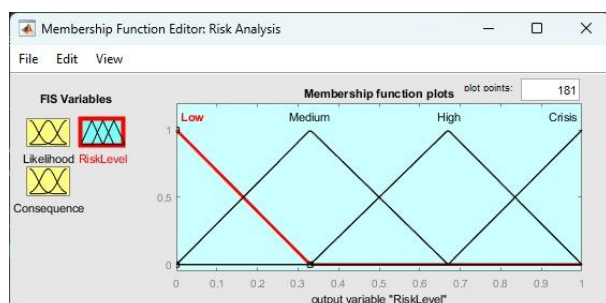 Membership Function Editor: Risk Analysis
File Edit View
FIS Variables
Likelihood RiskLevel
Consequence
Membership function plots plot points: 181
Low Medium High Crisis
1
0.5
0
0 0.1 0.2 0.3 0.4 0.5 0.6 0.7 0.8 0.9 1
output variable "RiskLevel"